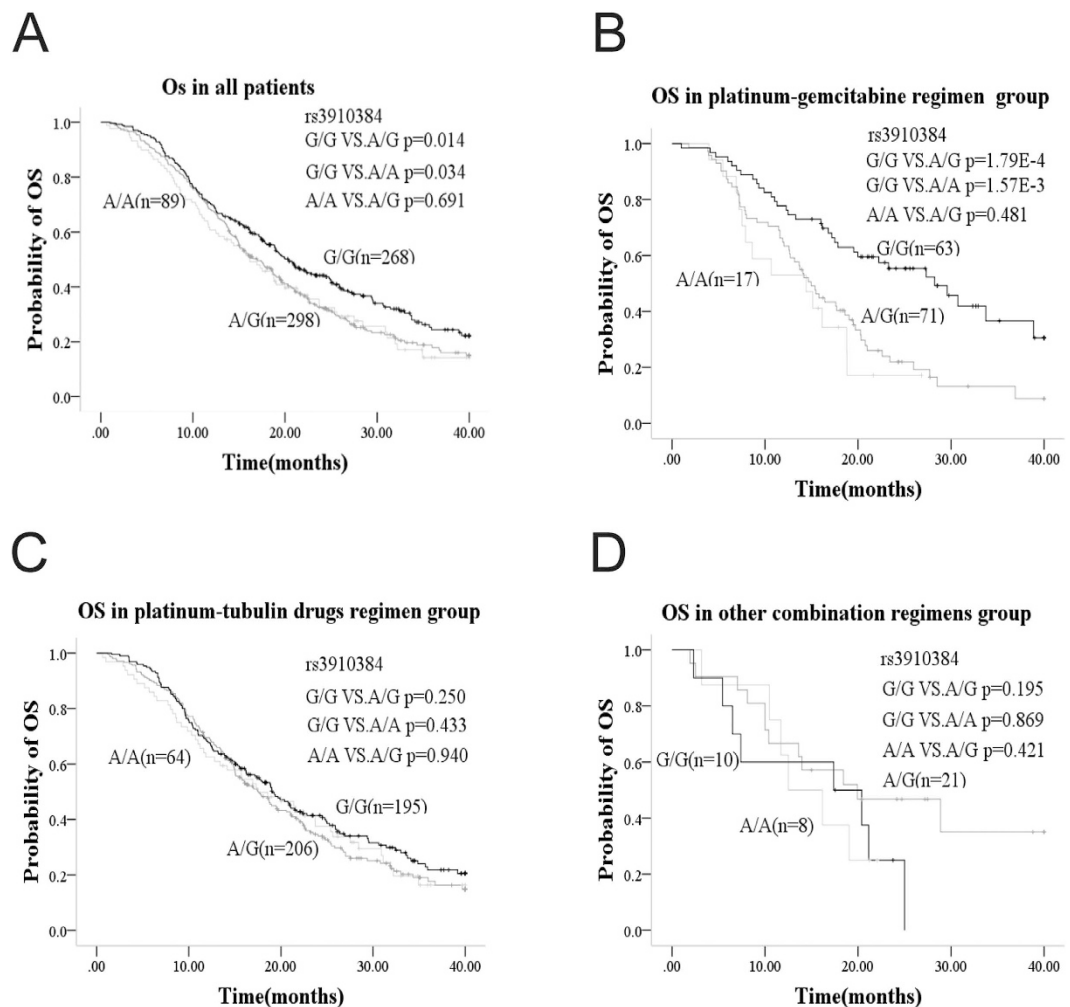 A
Os in all patients
rs3910384
G/G VS.A/G p=0.014
G/G VS.A/A p=0.034
A/A VS.A/G p=0.691
A/A(n=89)
G/G(n=268)
A/G(n=298)
Probability of OS
1.0
0.8
0.6
0.4
0.2
0.0
.00 10.00 20.00 30.00 40.00
Time(months)
B
OS in platinum-gemcitabine regimen group
rs3910384
G/G VS.A/G p=1.79E-4
G/G VS.A/A p=1.57E-3
A/A VS.A/G p=0.481
G/G(n=63)
A/A(n=17)
A/G(n=71)
Probability of OS
1.0
0.8
0.6
0.4
0.2
0.0
.00 10.00 20.00 30.00 40.00
Time(months)
C
OS in platinum-tubulin drugs regimen group
rs3910384
G/G VS.A/G p=0.250
G/G VS.A/A p=0.433
A/A VS.A/G p=0.940
A/A(n=64)
G/G(n=195)
A/G(n=206)
Probability of OS
1.0
0.8
0.6
0.4
0.2
0.0
.00 10.00 20.00 30.00 40.00
Time(months)
D
OS in other combination regimens group
rs3910384
G/G VS.A/G p=0.195
G/G VS.A/A p=0.869
A/A VS.A/G p=0.421
G/G(n=10)
A/G(n=21)
A/A(n=8)
Probability of OS
1.0
0.8
0.6
0.4
0.2
0.0
.00 10.00 20.00 30.00 40.00
Time(months)